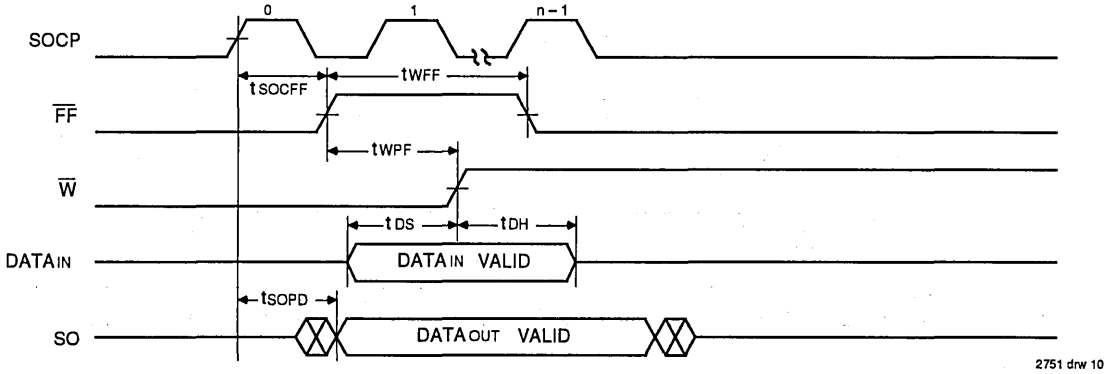 0 1 n-1
SOCP
tSOCFF tWFF
FF
tWPF
W
tDS tDH
DATAIN DATAIN VALID
tSOPD
SO DATAOUT VALID
2751 drw 10